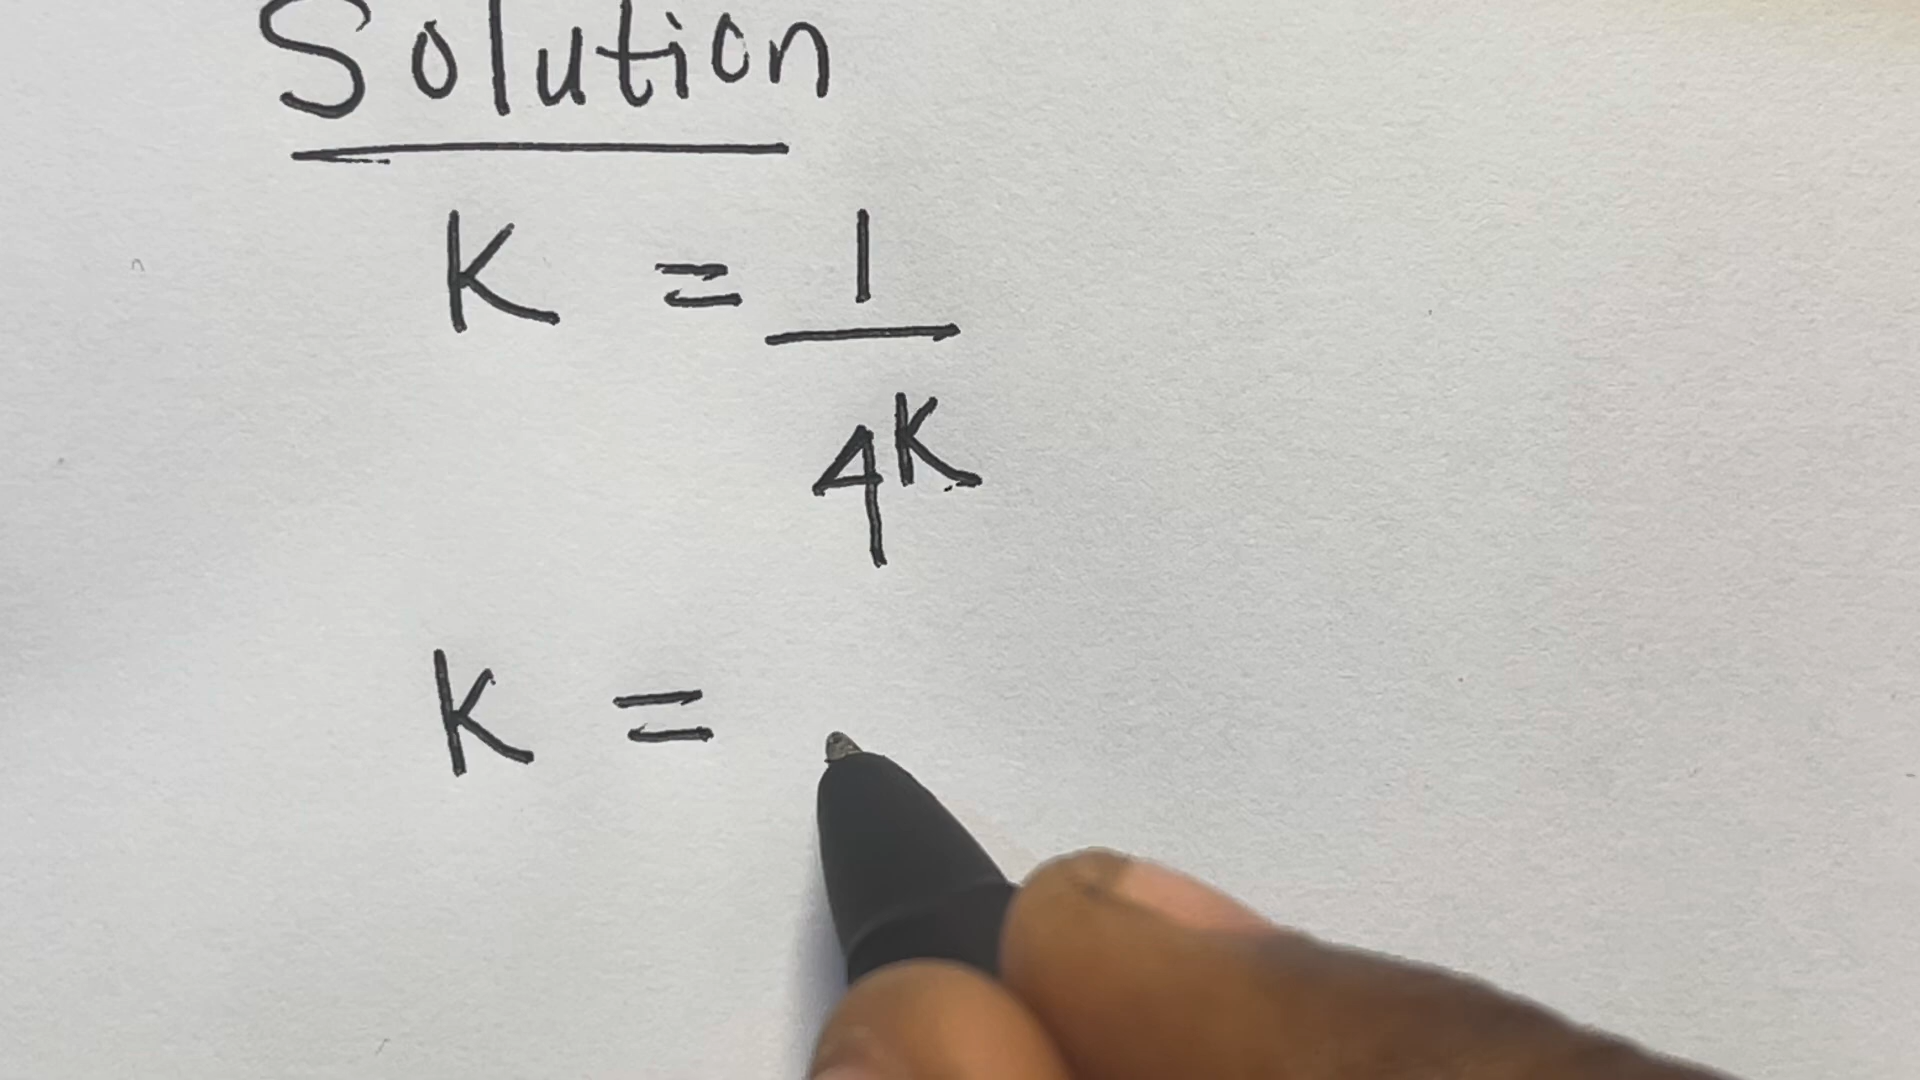 Solution
K = 1/4^K
K =